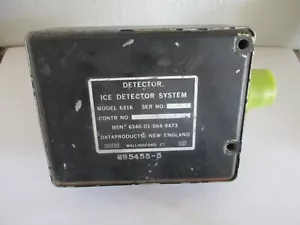 DETECTOR,
ICE DETECTOR SYSTEM
MODEL 6316 SER NO:
CONTR NO:
NSN: 6340-01-064-9473
DATAPRODUCTS: NEW ENGLAND
WALLINGFORD, CT.
695455-5